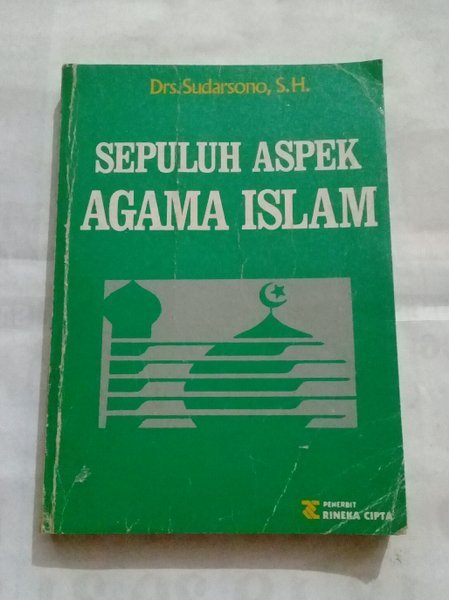 Drs. Sudarsono, S.H.
SEPULUH ASPEK
AGAMA ISLAM
PENERBIT
RINEKA CIPTA